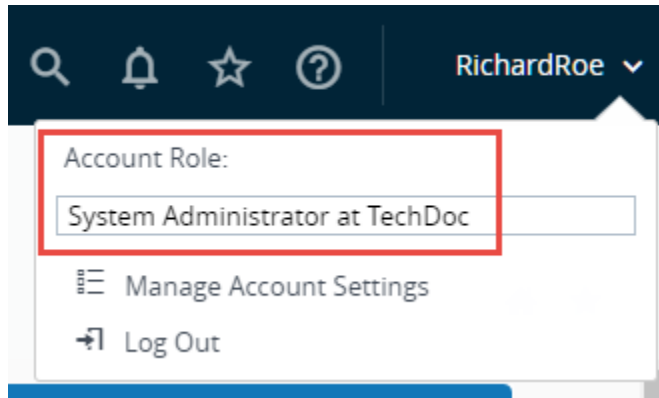 RichardRoe
Account Role:
System Administrator at TechDoc
Manage Account Settings
Log Out